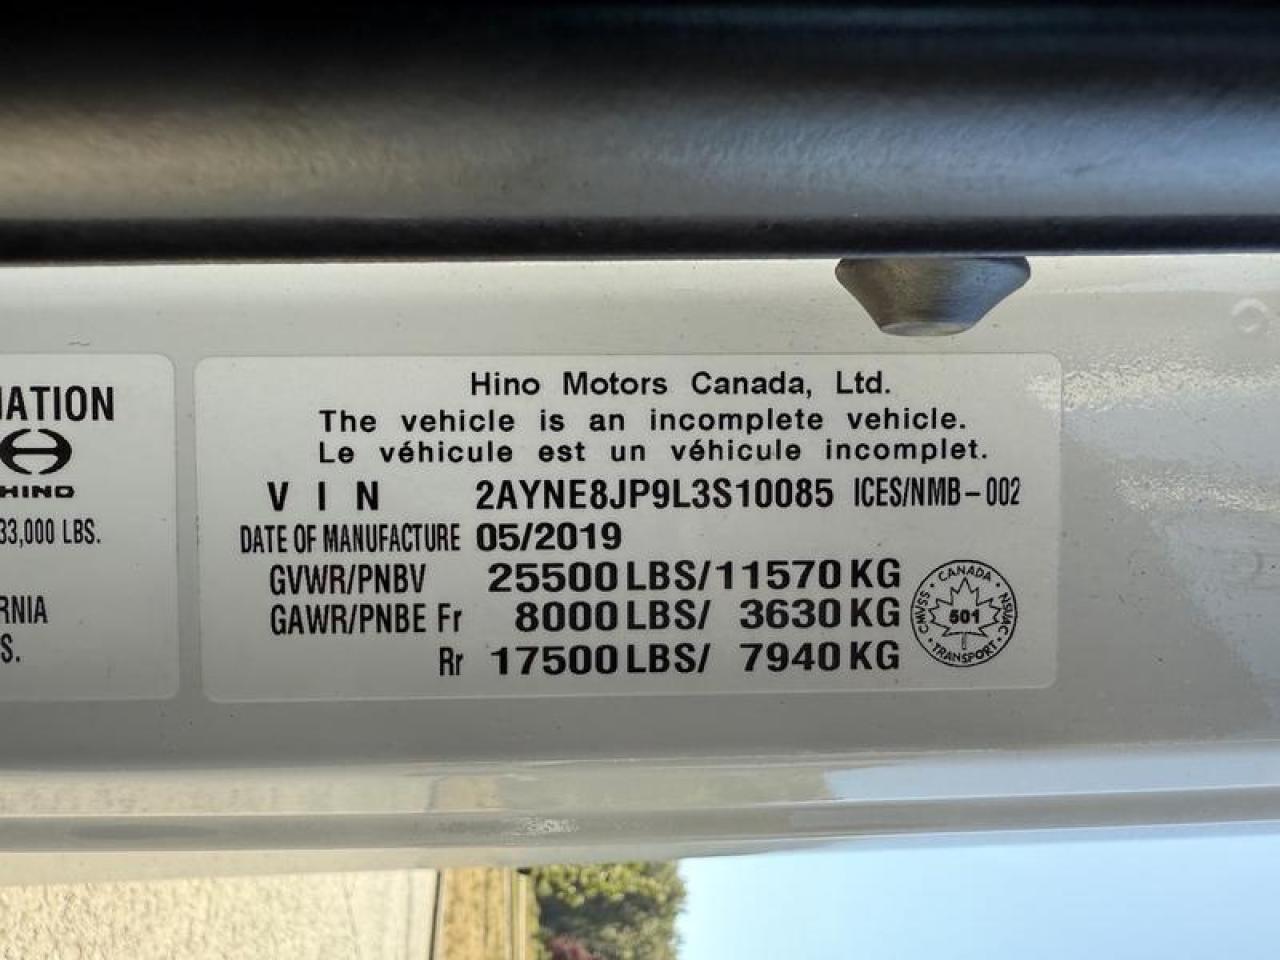 IATION
HINO
33,000 LBS.
RNIA
S.
Hino Motors Canada, Ltd.
The vehicle is an incomplete vehicle.
Le véhicule est un véhicule incomplet.
VIN 2AYNE8JP9L3S10085 ICES/NMB-002
DATE OF MANUFACTURE 05/2019
GVWR/PNBV 25500 LBS/11570 KG
GAWR/PNBE Fr 8000 LBS/ 3630 KG
Rr 17500 LBS/ 7940 KG
CANADA
CMVSS 501 NSVAC
TRANSPORT